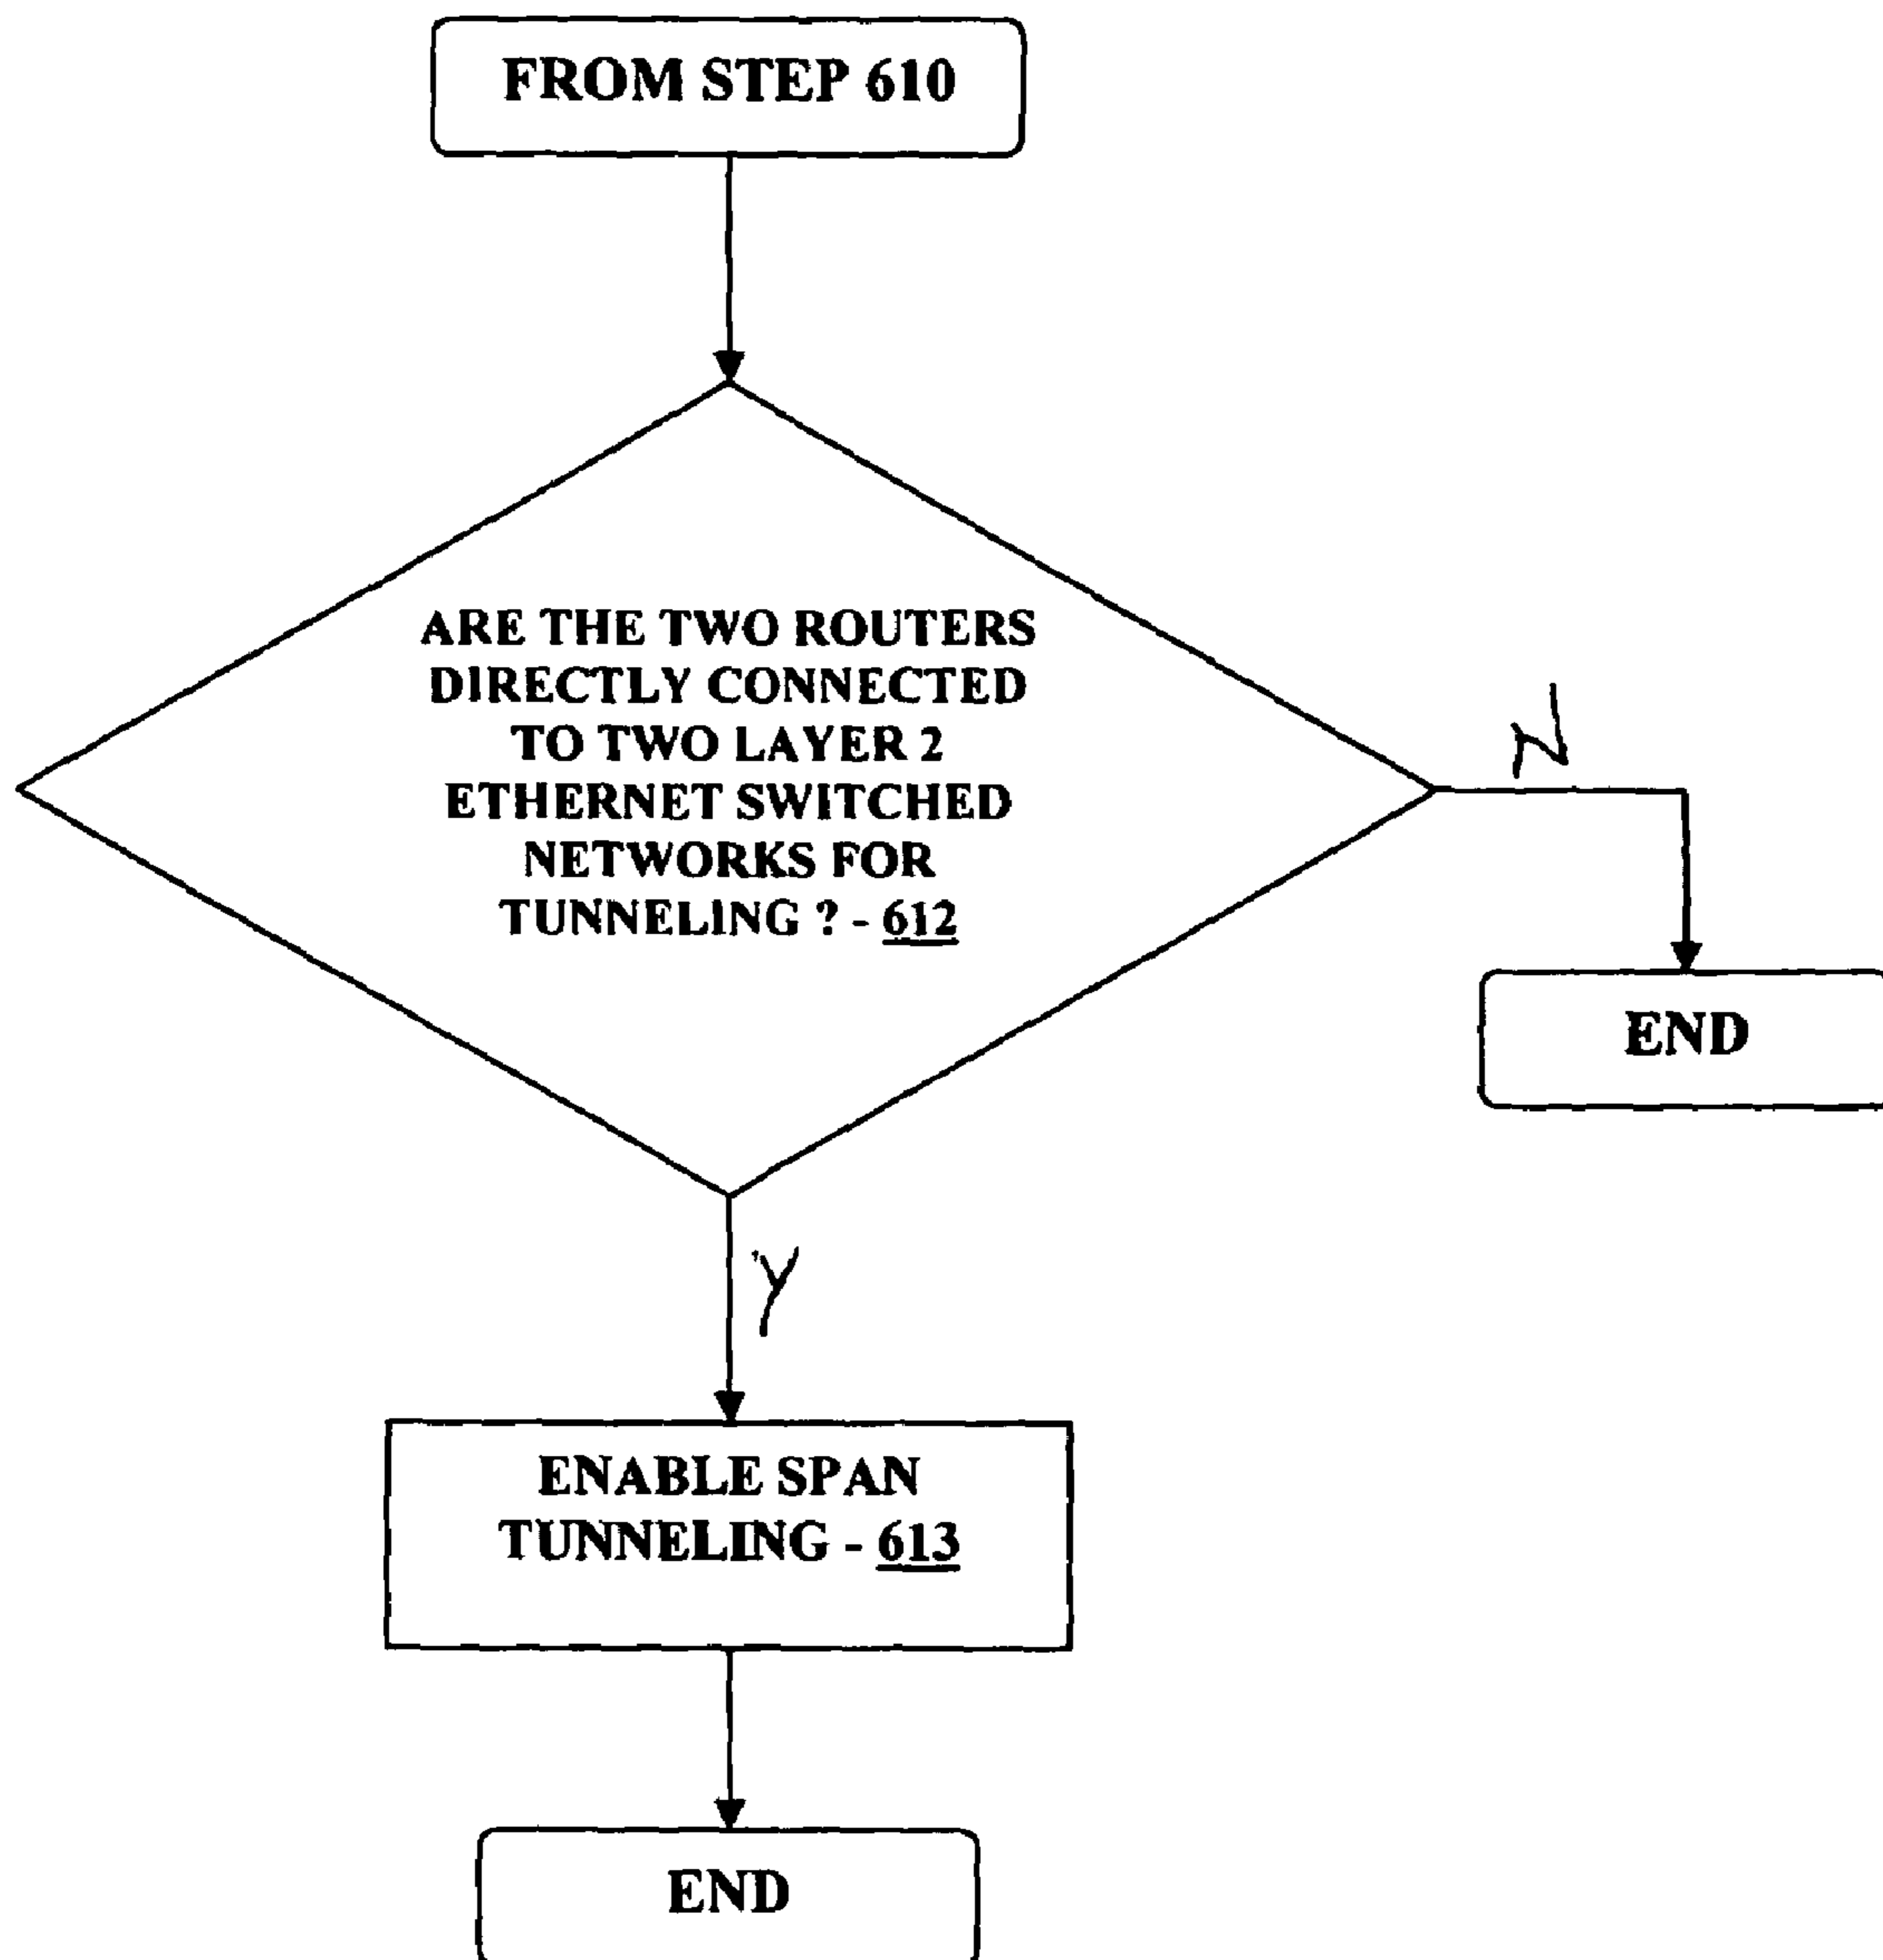 FROM STEP 610
ARE THE TWO ROUTERS
DIRECTLY CONNECTED
TO TWO LAYER 2
ETHERNET SWITCHED
NETWORKS FOR
TUNNELING ? - 612
N
END
Y
ENABLE SPAN
TUNNELING - 613
END